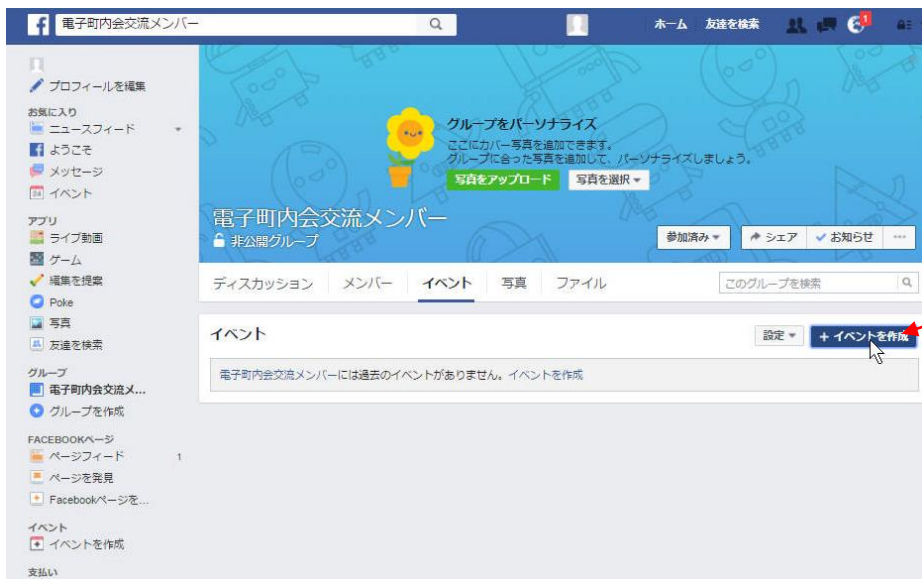 電子町内会交流メンバー
ホーム 友達を検索
1
プロフィールを編集
お気に入り
ニュースフィード
ようこそ
メッセージ
イベント
アプリ
ライブ動画
ゲーム
編集を提案
Poke
写真
友達を検索
グループ
電子町内会交流メ...
グループを作成
FACEBOOKページ
ページフィード 1
ページを発見
Facebookページを...
イベント
イベントを作成
支払い
グループをパーソナライズ
ここにカバー写真を追加できます。
グループに合った写真を追加して、パーソナライズしましょう。
写真をアップロード 写真を選択
電子町内会交流メンバー
非公開グループ
参加済み シェア お知らせ ...
ディスカッション メンバー イベント 写真 ファイル このグループを検索
イベント 設定 + イベントを作成
電子町内会交流メンバーには過去のイベントがありません。イベントを作成